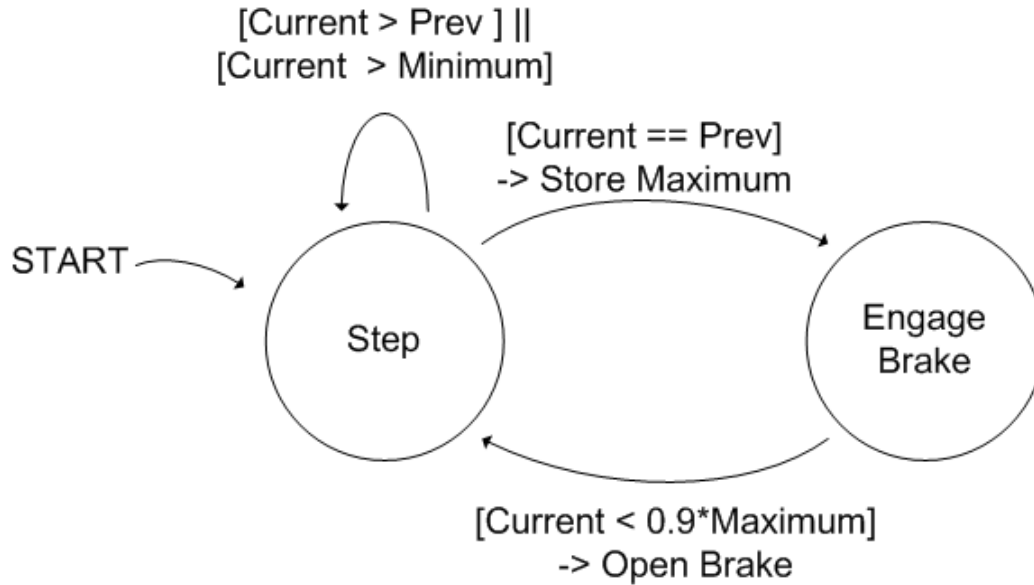 [Current > Prev ] ||
[Current  > Minimum]
[Current == Prev]
-> Store Maximum
START
Step
Engage
Brake
[Current < 0.9*Maximum]
-> Open Brake